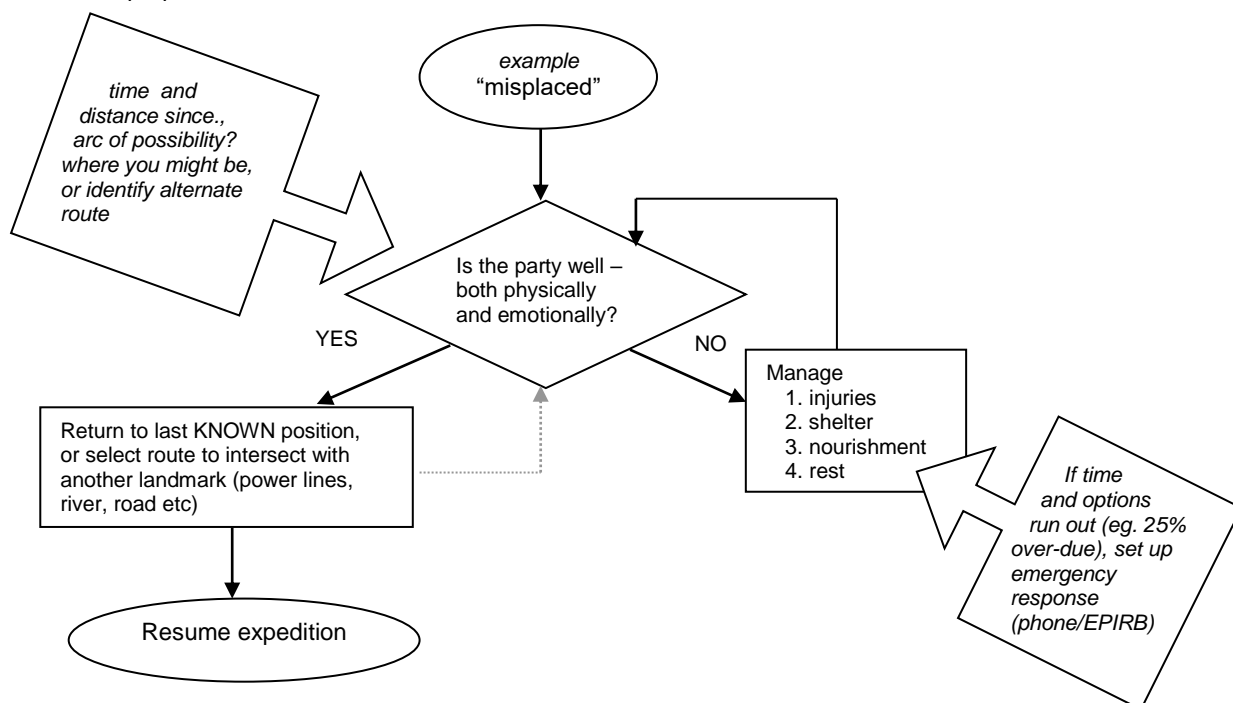 example
“misplaced”
time and
distance since.,
arc of possibility?
where you might be,
or identify alternate
route
Is the party well –
both physically
and emotionally?
YES
NO
Manage
1. injuries
2. shelter
3. nourishment
4. rest
Return to last KNOWN position,
or select route to intersect with
another landmark (power lines,
river, road etc)
If time
and options
run out (eg. 25%
over-due), set up
emergency
response
(phone/EPIRB)
Resume expedition